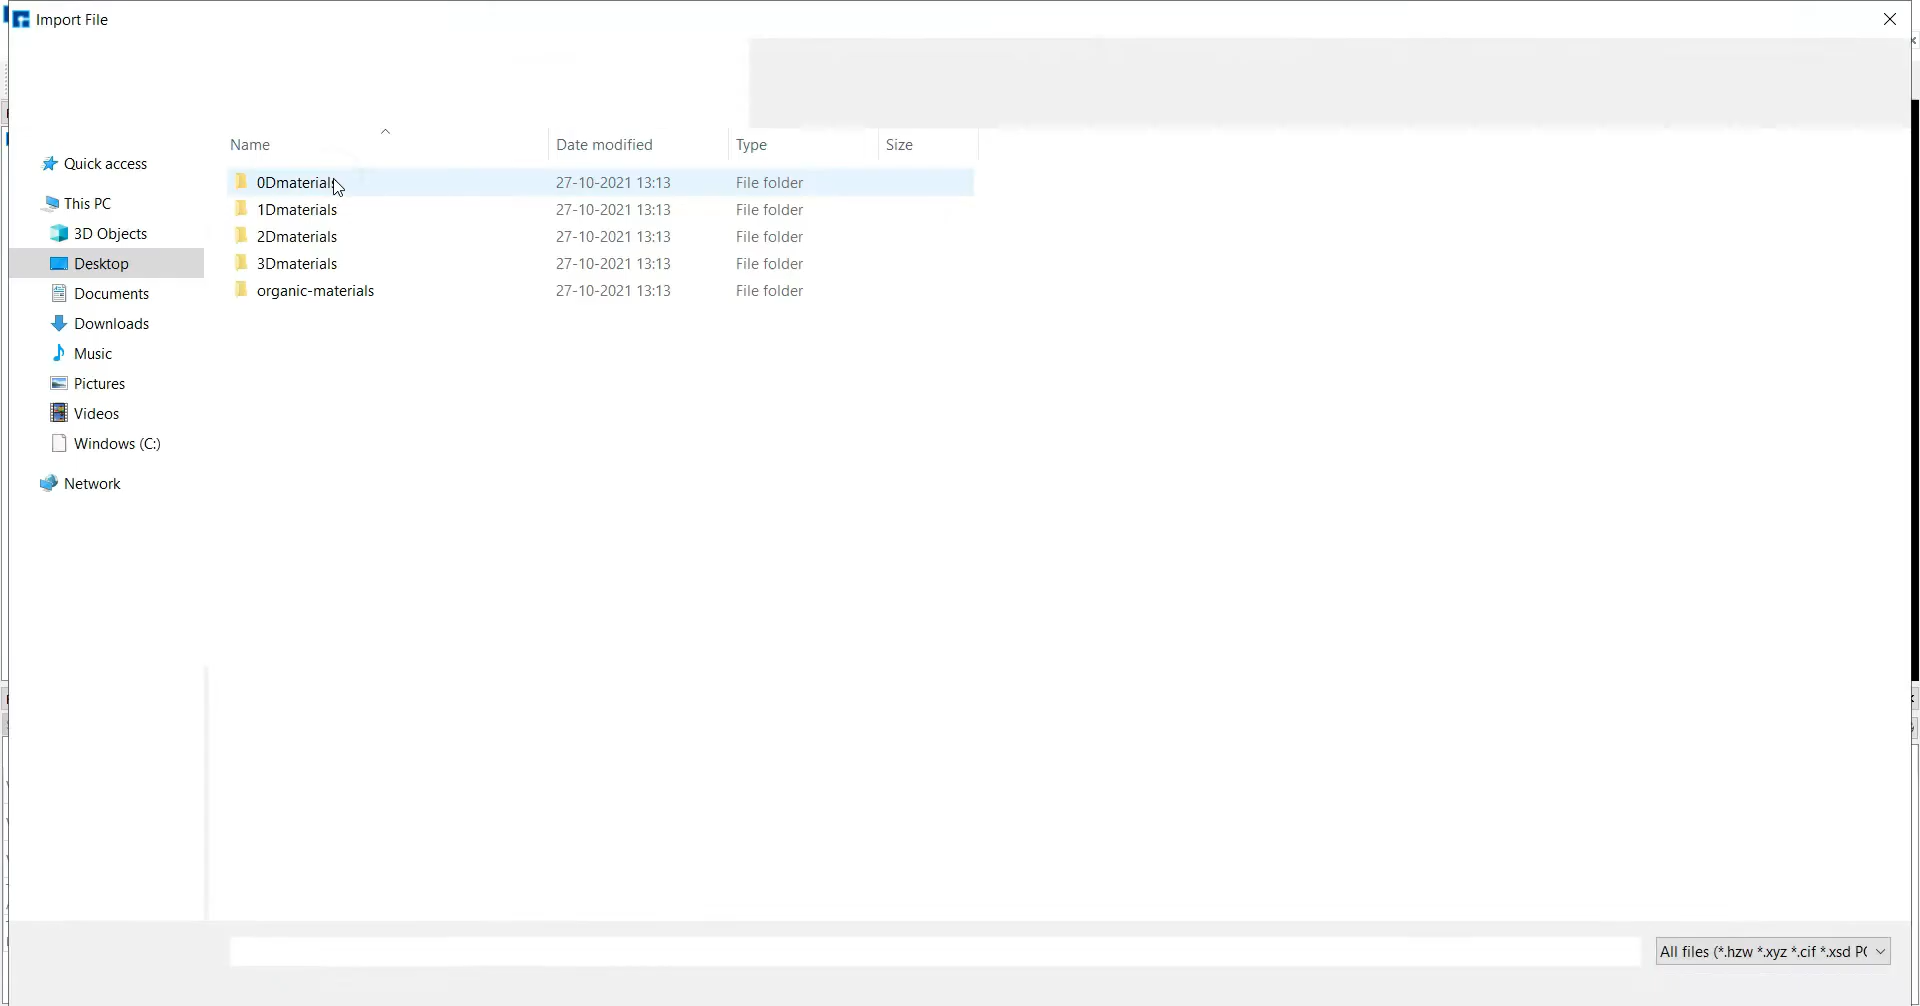 Import File
Name Date modified Type Size
Quick access
This PC
3D Objects
Desktop
Documents
Downloads
Music
Pictures
Videos
Windows (C:)
Network
0Dmaterials 27-10-2021 13:13 File folder
1Dmaterials 27-10-2021 13:13 File folder
2Dmaterials 27-10-2021 13:13 File folder
3Dmaterials 27-10-2021 13:13 File folder
organic-materials 27-10-2021 13:13 File folder
All files (*.hzw *.xyz *.cif *.xsd